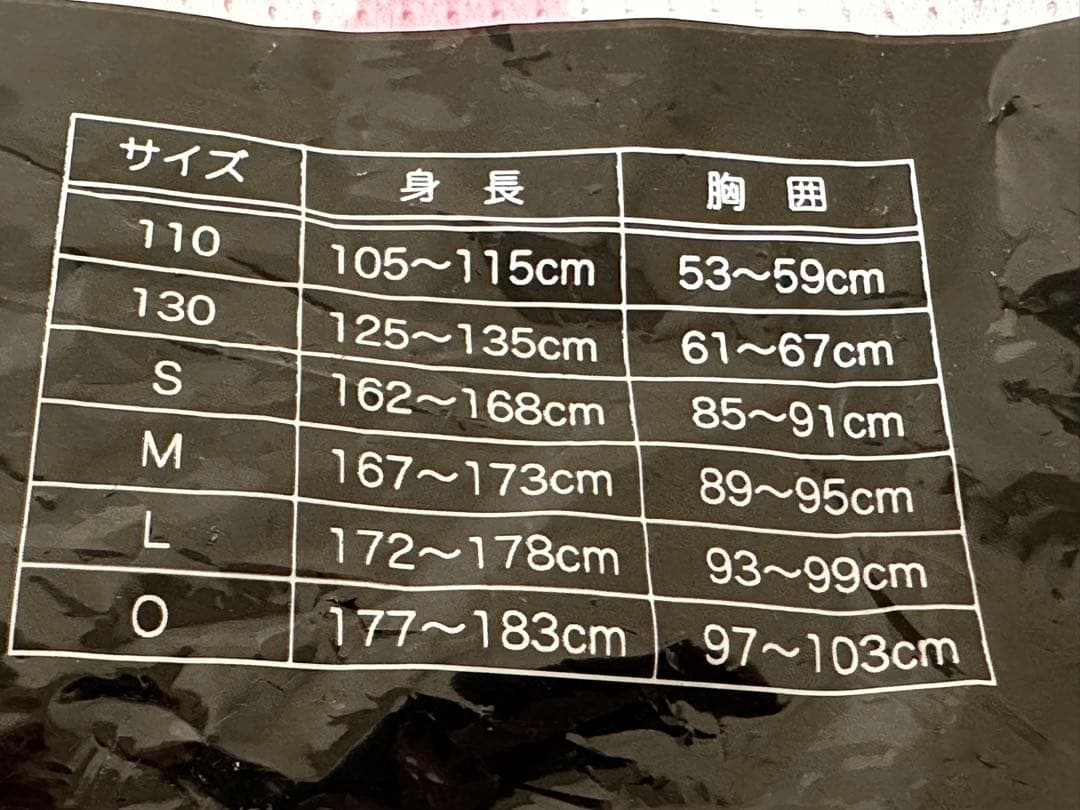 サイズ 身長 胸囲
110 105～115cm 53～59cm
130 125～135cm 61～67cm
S 162～168cm 85～91cm
M 167～173cm 89～95cm
L 172～178cm 93～99cm
O 177～183cm 97～103cm